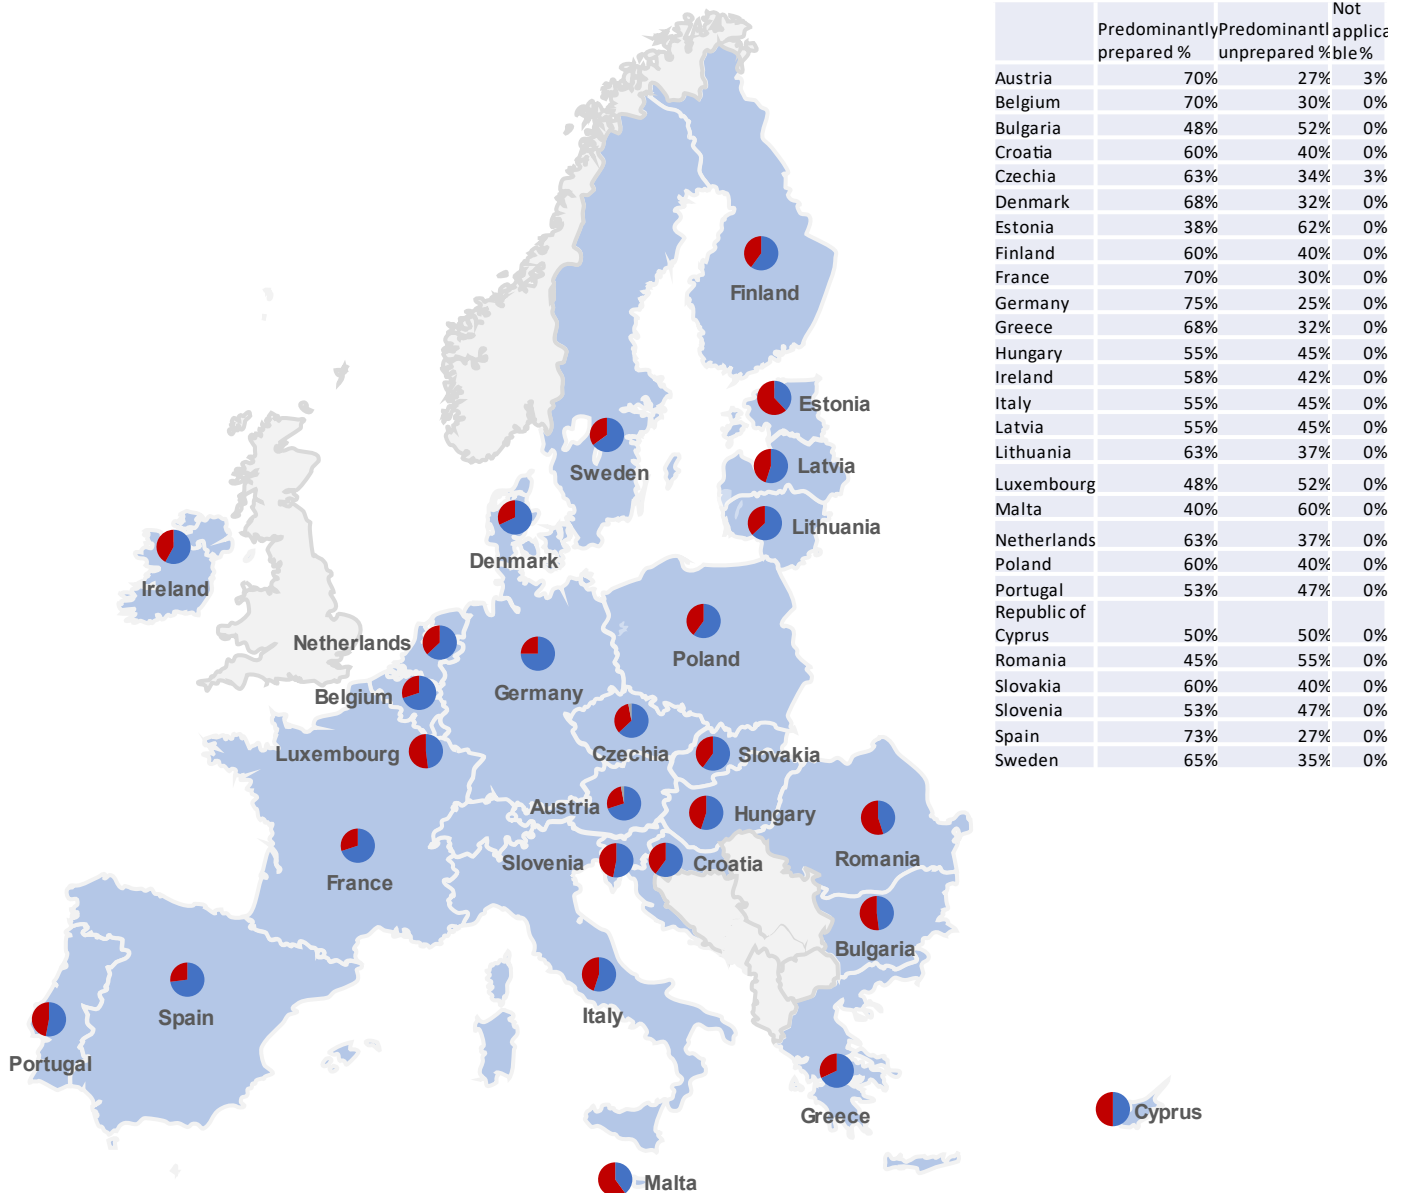 Predominantly Predominantl Not applica
prepared % unprepared % ble%
Austria 70% 27% 3%
Belgium 70% 30% 0%
Bulgaria 48% 52% 0%
Croatia 60% 40% 0%
Czechia 63% 34% 3%
Denmark 68% 32% 0%
Estonia 38% 62% 0%
Finland 60% 40% 0%
France 70% 30% 0%
Germany 75% 25% 0%
Greece 68% 32% 0%
Hungary 55% 45% 0%
Ireland 58% 42% 0%
Italy 55% 45% 0%
Latvia 55% 45% 0%
Lithuania 63% 37% 0%
Luxembourg 48% 52% 0%
Malta 40% 60% 0%
Netherlands 63% 37% 0%
Poland 60% 40% 0%
Portugal 53% 47% 0%
Republic of
Cyprus 50% 50% 0%
Romania 45% 55% 0%
Slovakia 60% 40% 0%
Slovenia 53% 47% 0%
Spain 73% 27% 0%
Sweden 65% 35% 0%
Finland
Estonia
Sweden
Latvia
Lithuania
Denmark
Ireland
Netherlands
Poland
Belgium
Germany
Luxembourg
Czechia
Slovakia
Austria
Hungary
Slovenia
Croatia
Romania
France
Bulgaria
Spain
Italy
Portugal
Greece
Cyprus
Malta